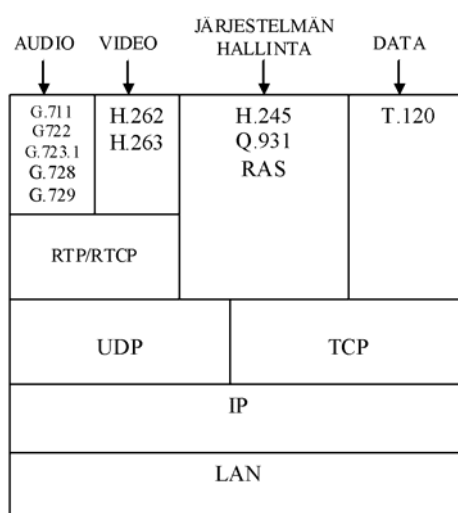 AUDIO
VIDEO
JÄRJESTELMÄN
HALLINTA
DATA
G.711
G722
G.723.1
G.728
G.729
H.262
H.263
H.245
Q.931
RAS
T.120
RTP/RTCP
UDP
TCP
IP
LAN